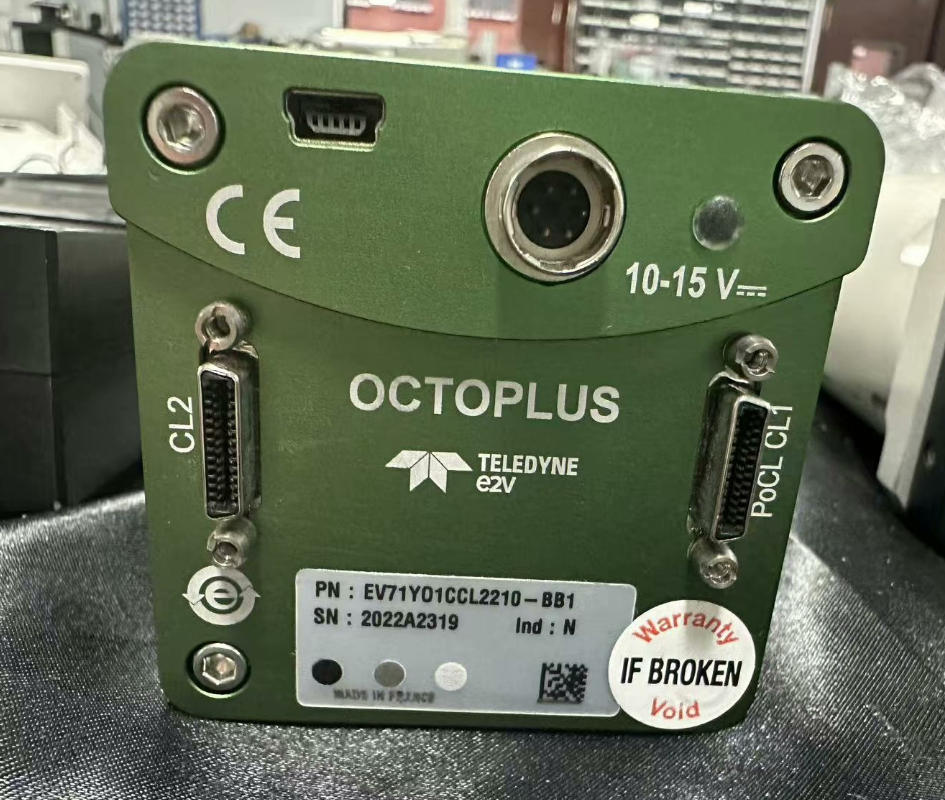 CE
10-15 V
CL2
OCTOPLUS
TELEDYNE
e2v
PoCL CL1
e
PN : EV71YO1CCL2210-BB1
SN : 2022A2319 Ind : N
MADE IN FRANCE
Warranty
IF BROKEN
Void